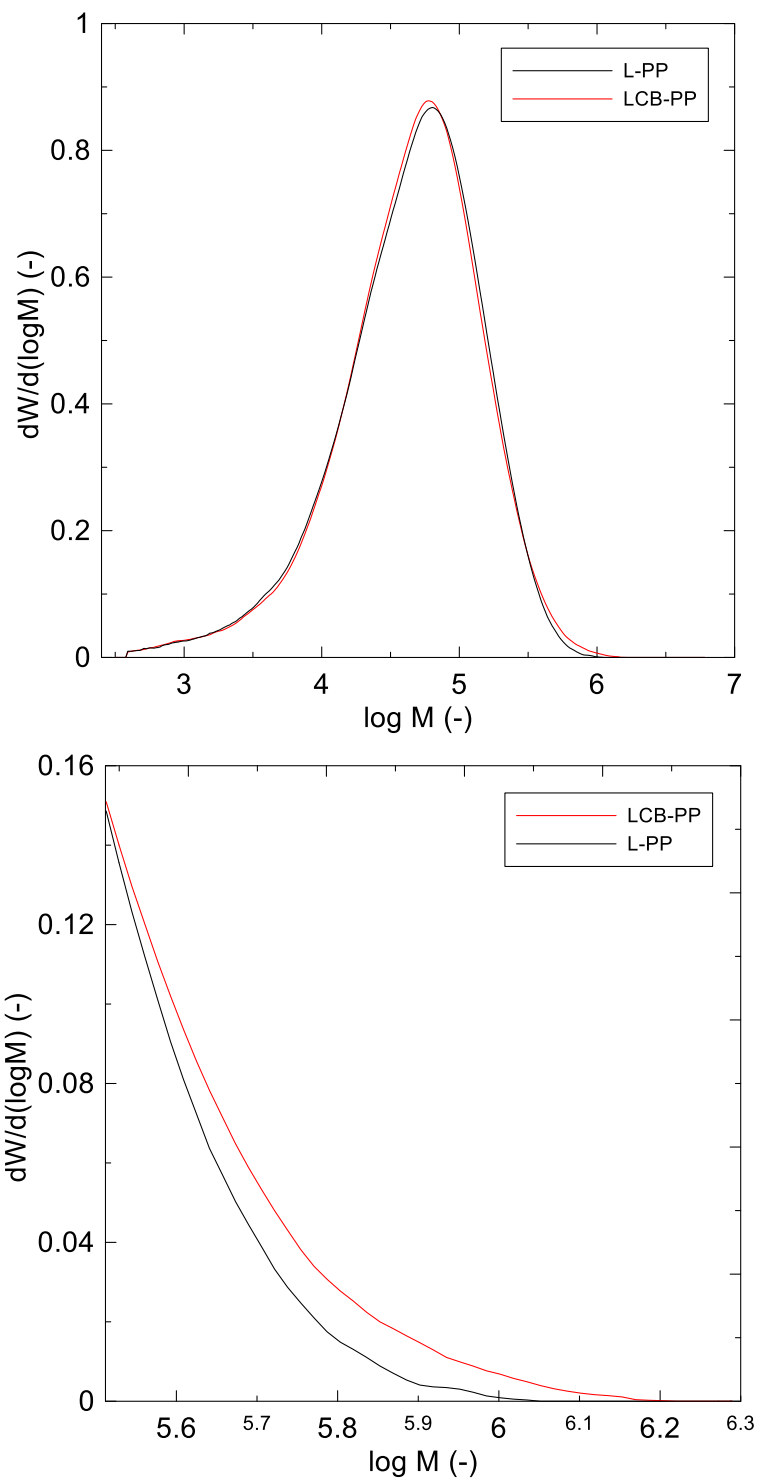 1
0.8
0.6
0.4
0.2
0
dW/d(logM) (-)
L-PP
LCB-PP
3 4 5 6 7
log M (-)
0.16
0.12
0.08
0.04
0
dW/d(logM) (-)
LCB-PP
L-PP
5.6 5.7 5.8 5.9 6 6.1 6.2 6.3
log M (-)